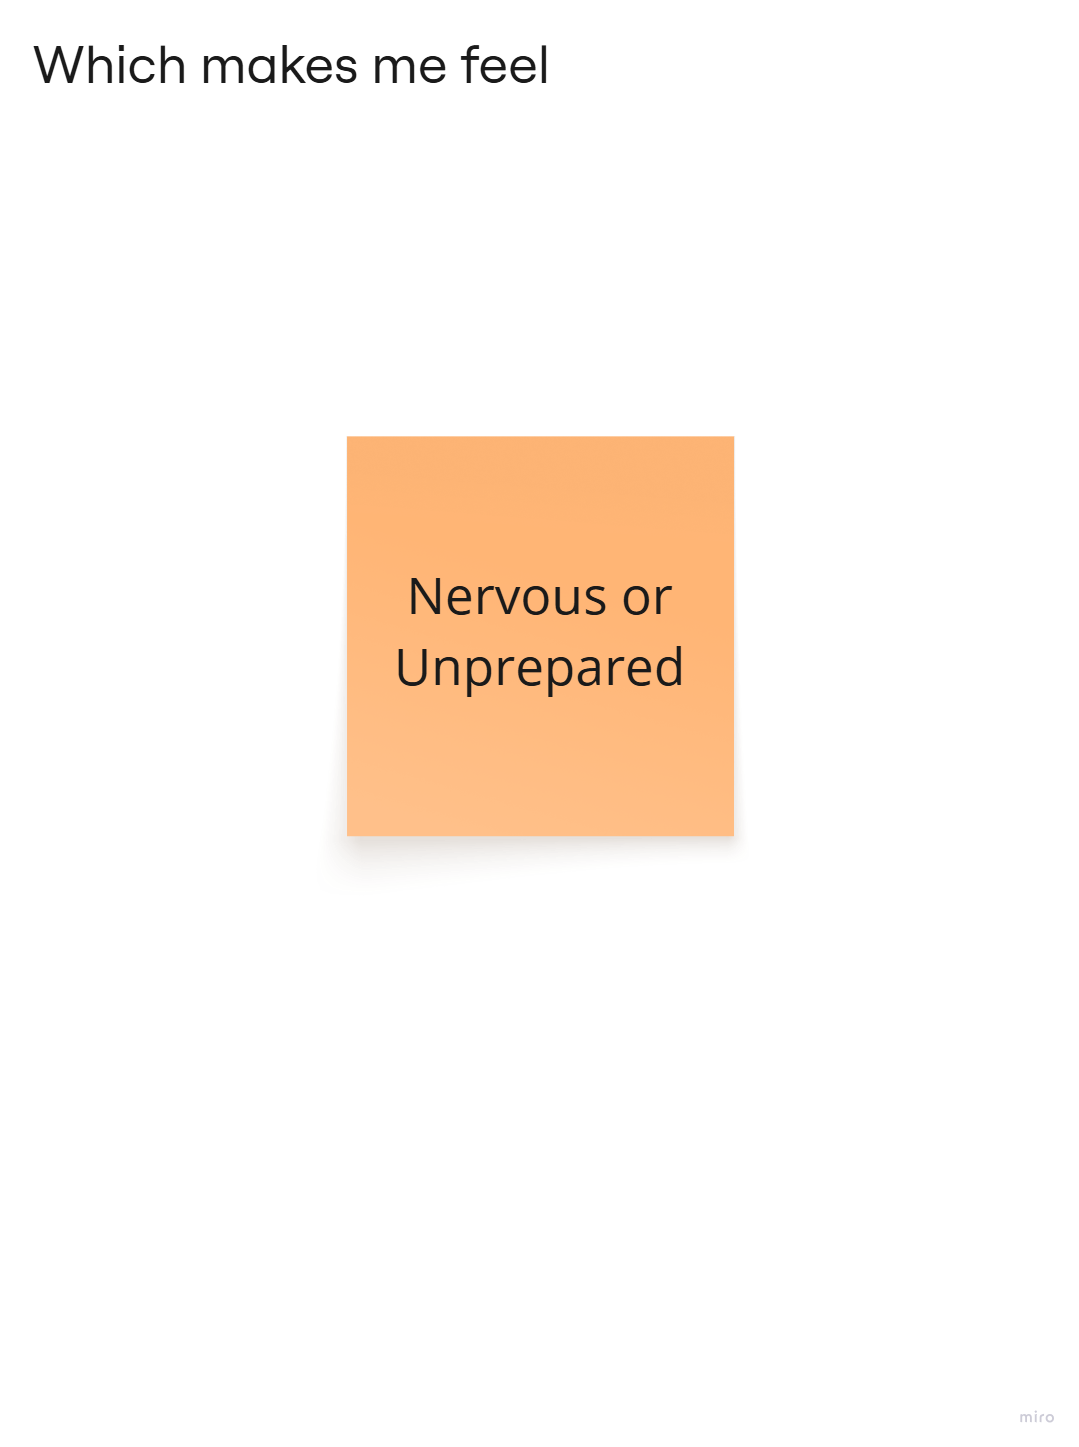 Which makes me feel
Nervous or
Unprepared
miro